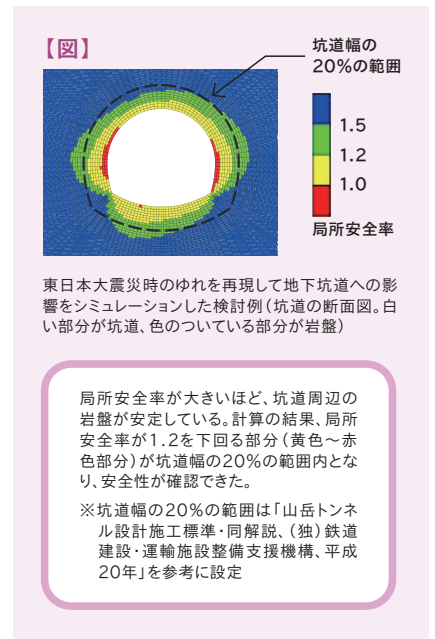 【図】
坑道幅の
20%の範囲
1.5
1.2
1.0
局所安全率
東日本大震災時のゆれを再現して地下坑道への影
響をシミュレーションした検討例(坑道の断面図。白
い部分が坑道、色のついている部分が岩盤)
局所安全率が大きいほど、坑道周辺の
岩盤が安定している。計算の結果、局所
安全率が1.2を下回る部分(黄色～赤
色部分)が坑道幅の20%の範囲内とな
り、安全性が確認できた。
※坑道幅の20%の範囲は「山岳トンネ
ル設計施工標準・同解説、(独)鉄道
建設・運輸施設整備支援機構、平成
20年」を参考に設定